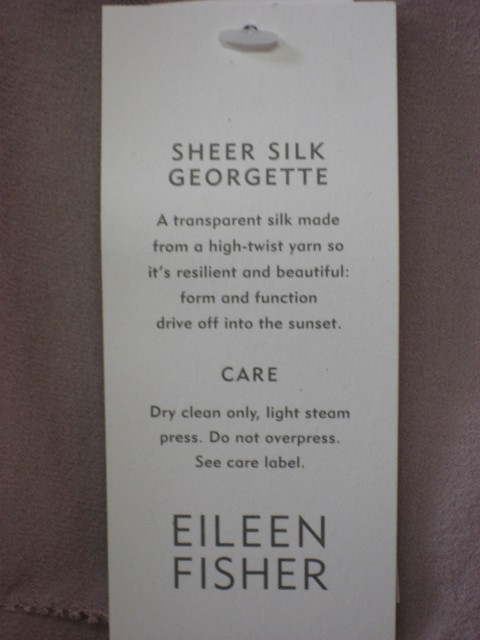 SHEER SILK
GEORGETTE
A transparent silk made
from a high-twist yarn so
it's resilient and beautiful:
form and function
drive off into the sunset.
CARE
Dry clean only, light steam
press. Do not overpress.
See care label.
EILEEN
FISHER